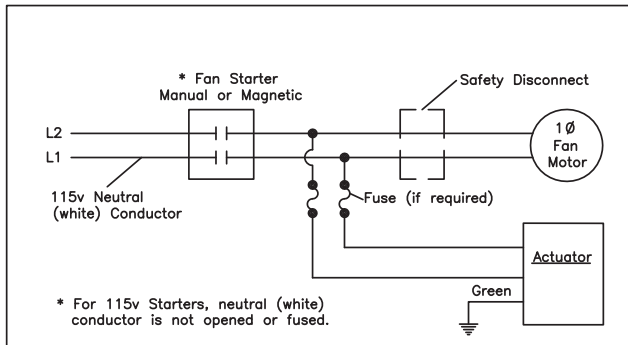 * Fan Starter
Manual or Magnetic
Safety Disconnect
L2
L1
1Ø
Fan
Motor
115v Neutral
(white) Conductor
Fuse (if required)
Actuator
Green
* For 115v Starters, neutral (white)
conductor is not opened or fused.